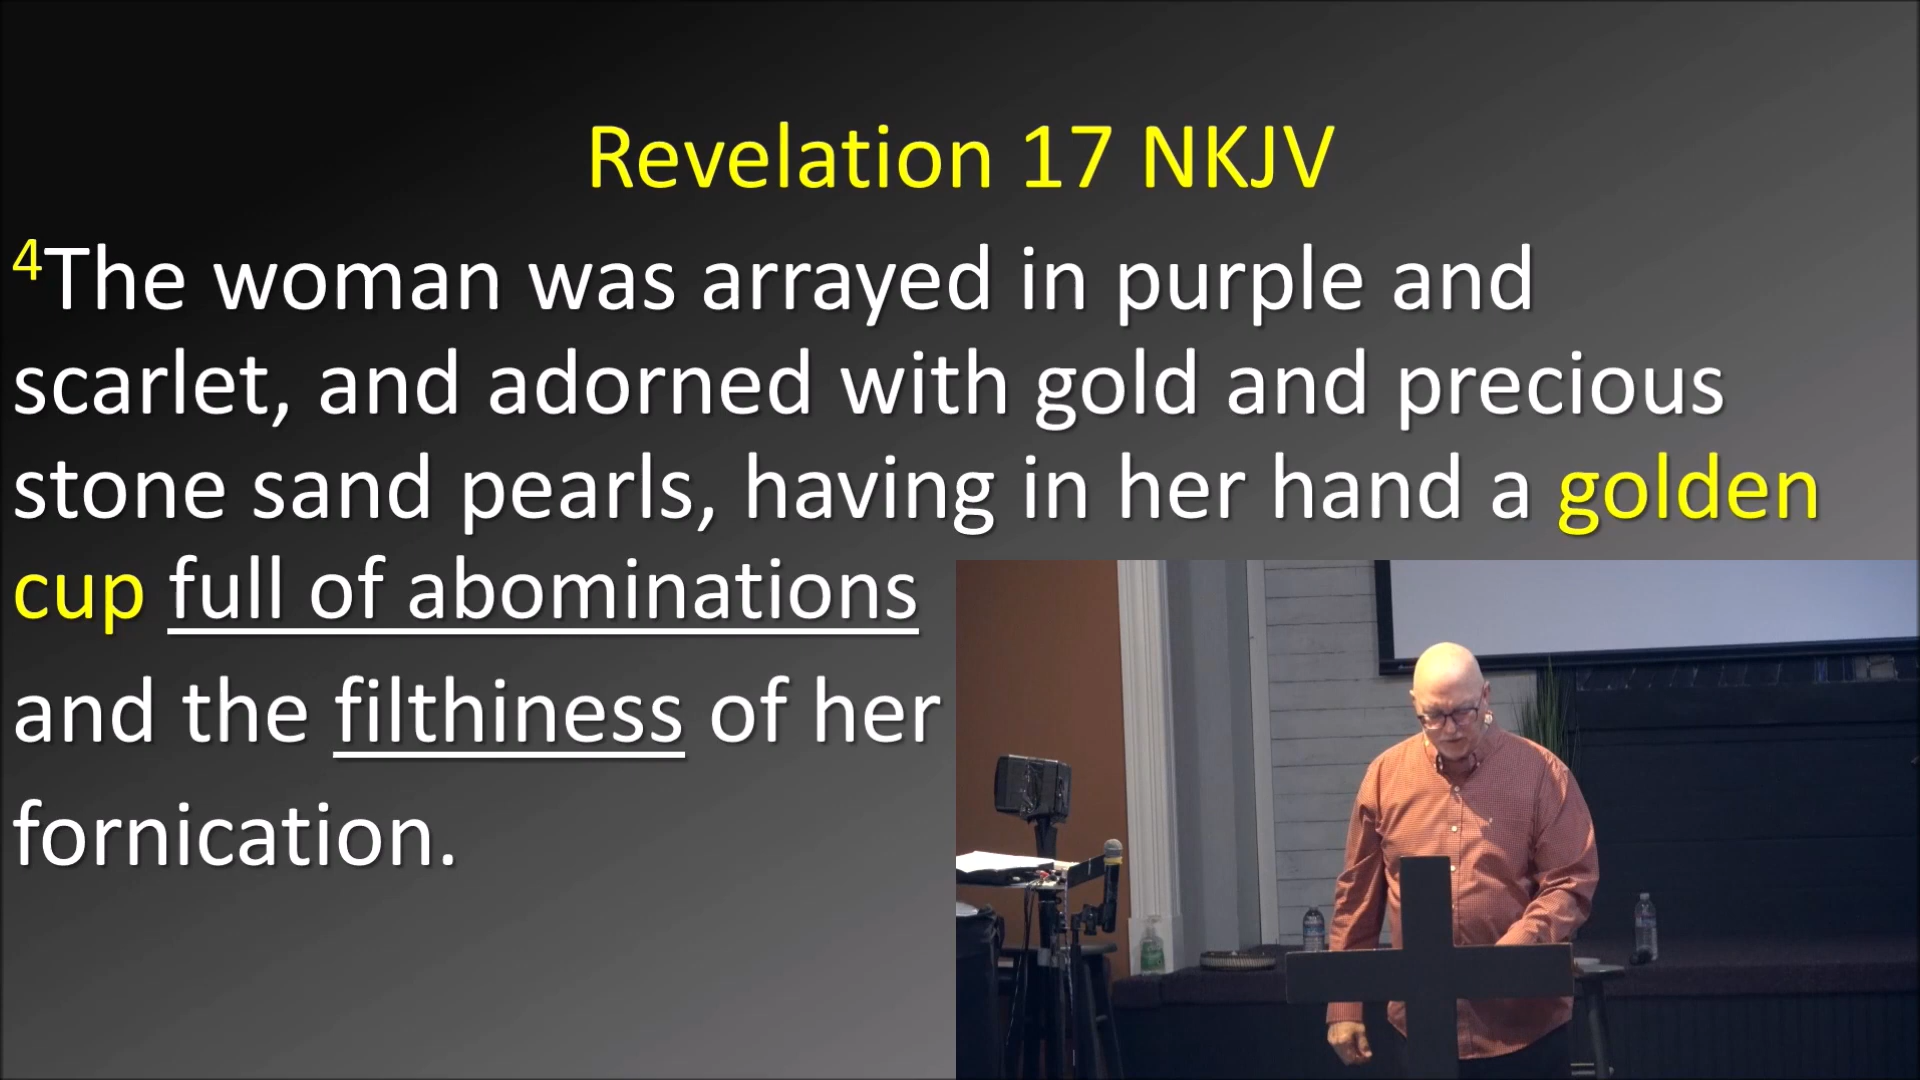 Revelation 17 NKJV
4The woman was arrayed in purple and
scarlet, and adorned with gold and precious
stone sand pearls, having in her hand a golden
cup full of abominations
and the filthiness of her
fornication.